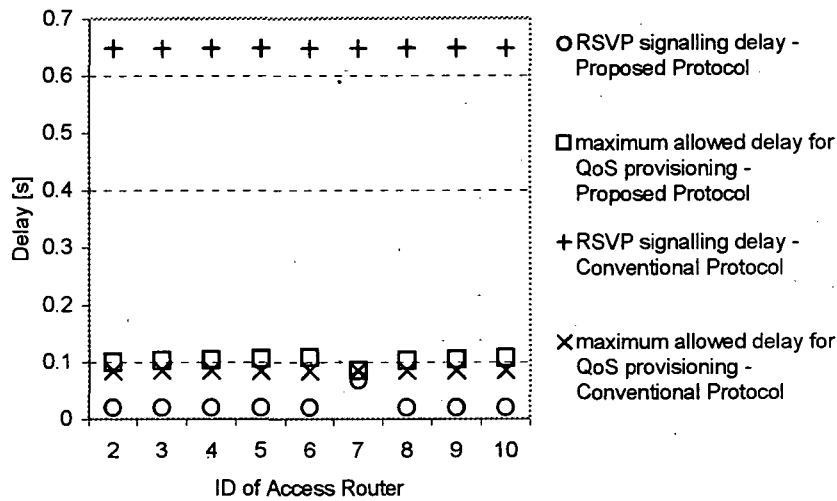 0.7
0.6
0.5
0.4
0.3
0.2
0.1
0
Delay [s]
2 3 4 5 6 7 8 9 10
ID of Access Router
RSVP signalling delay -
Proposed Protocol
maximum allowed delay for
QoS provisioning -
Proposed Protocol
RSVP signalling delay -
Conventional Protocol
maximum allowed delay for
QoS provisioning -
Conventional Protocol